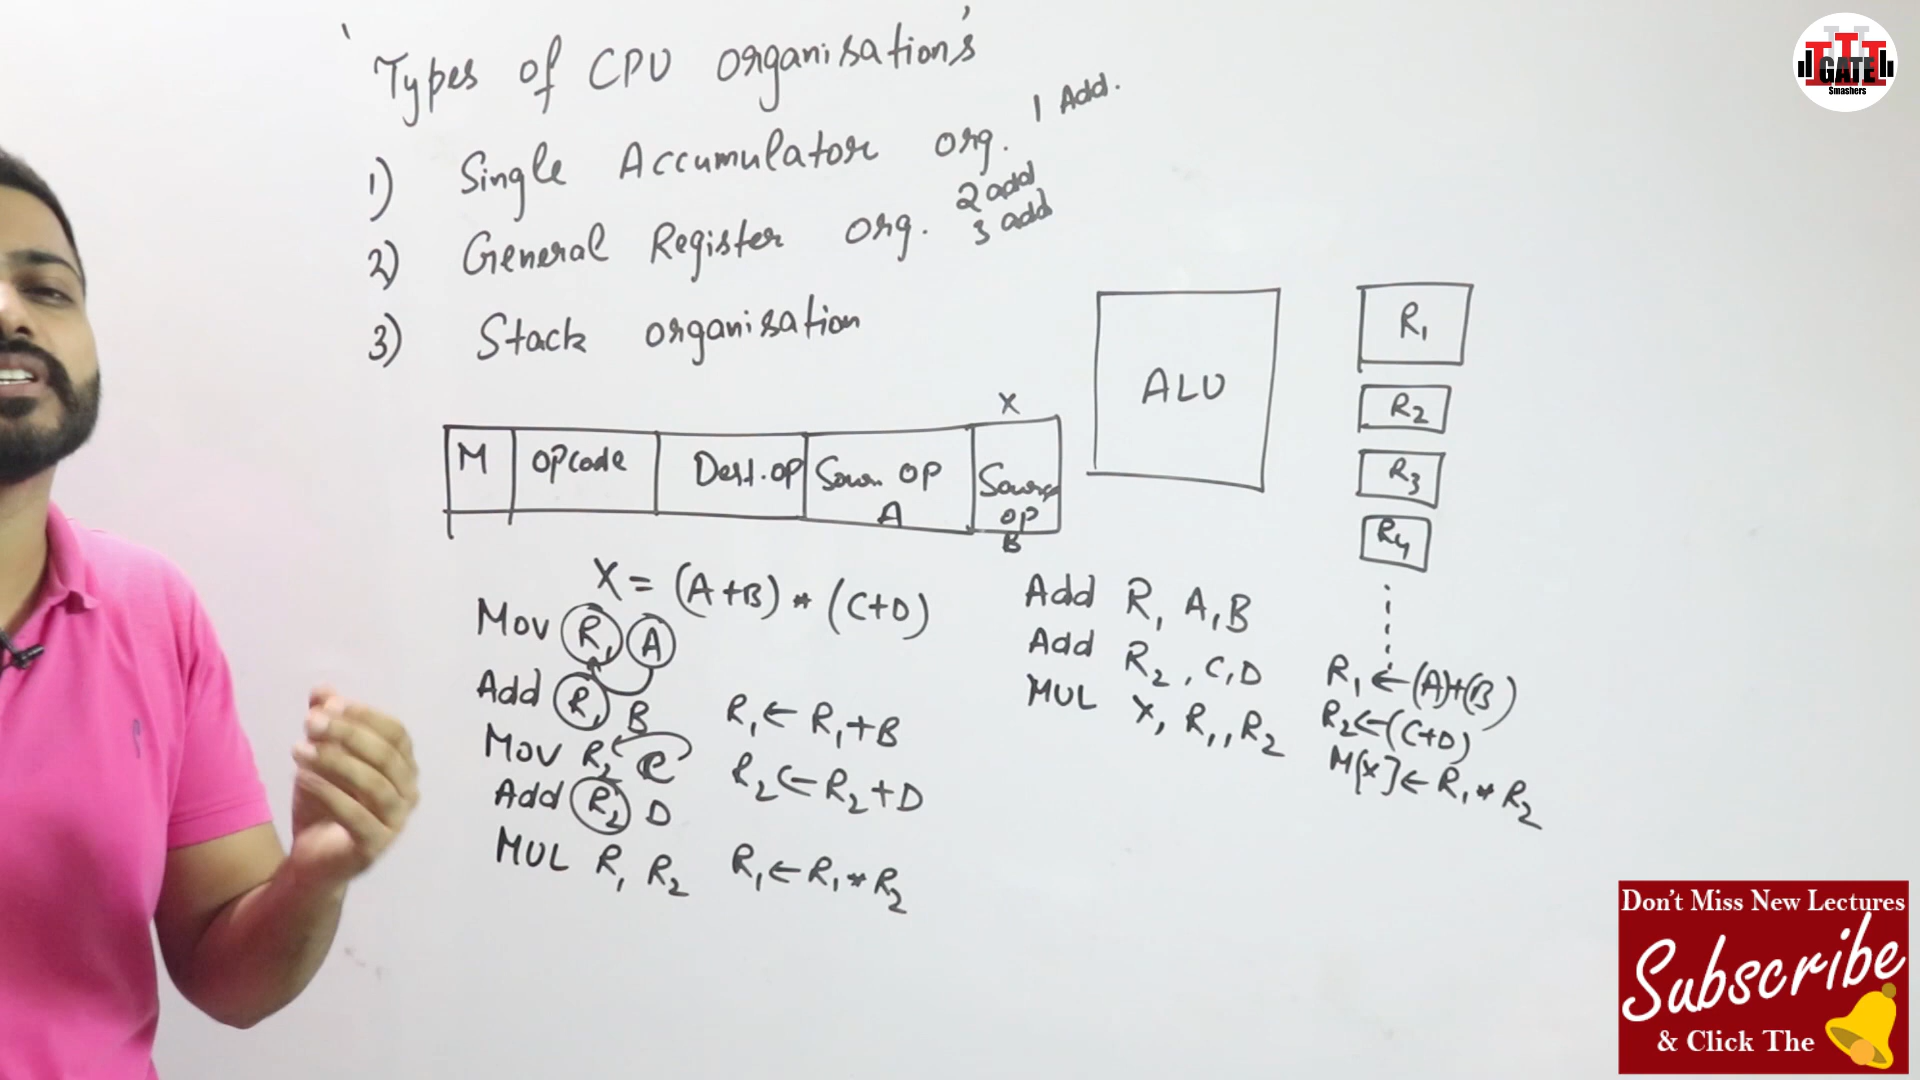 Types of CPU organisation's
1) Single Accumulator org. 1 Add.
2) General Register org. 2 add
3 add
3) Stack organisation
X
M opcode Dest.op Sour. OP A Source OP B
ALU
R1
R2
R3
R4
X = (A+B) * (C+D)
Mov R1 A
Add R1 B R1 ← R1+B
Mov R2 C
Add R2 D R2 ← R2+D
MUL R1 R2 R1 ← R1 * R2
Add R1 A, B
Add R2, C, D
MUL X, R1, R2
R1 ← (A)+(B)
R2 ← (C+D)
M[X] ← R1 * R2
GATE
Smashers
Don't Miss New Lectures
Subscribe
& Click The